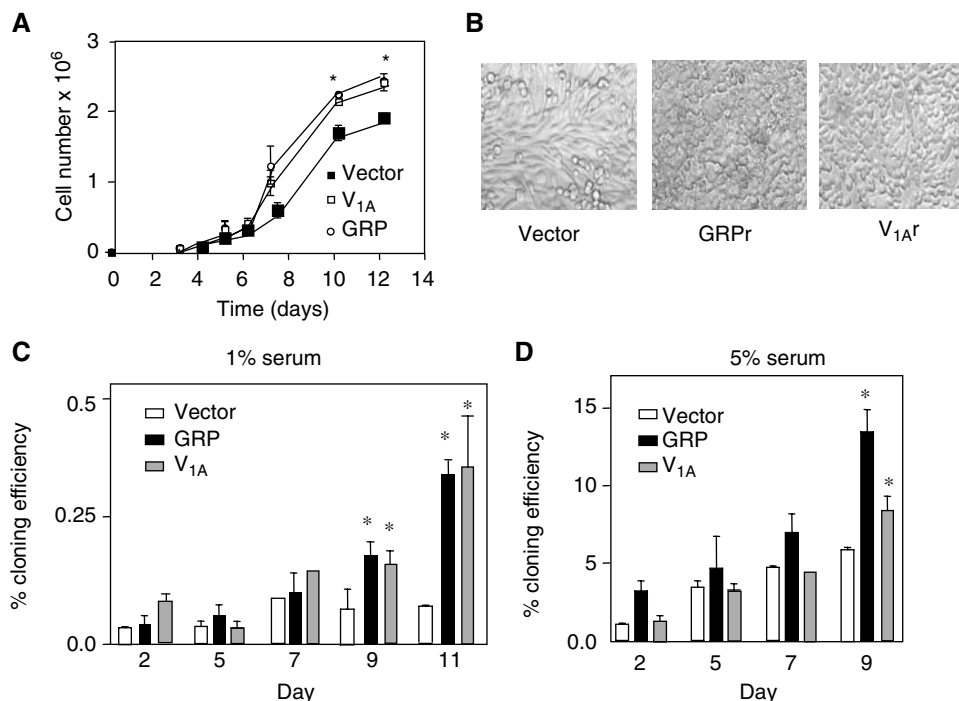 A
Cell number x 10⁶
3
2
1
0
* *
Vector
V₁A
GRP
0 2 4 6 8 10 12 14
Time (days)
B
Vector GRPr V₁Ar
C
1% serum
% cloning efficiency
0.5
0.25
0.0
Vector
GRP
V₁A
* * * *
2 5 7 9 11
Day
D
5% serum
% cloning efficiency
15
10
5
0.0
Vector
GRP
V₁A
* *
2 5 7 9
Day